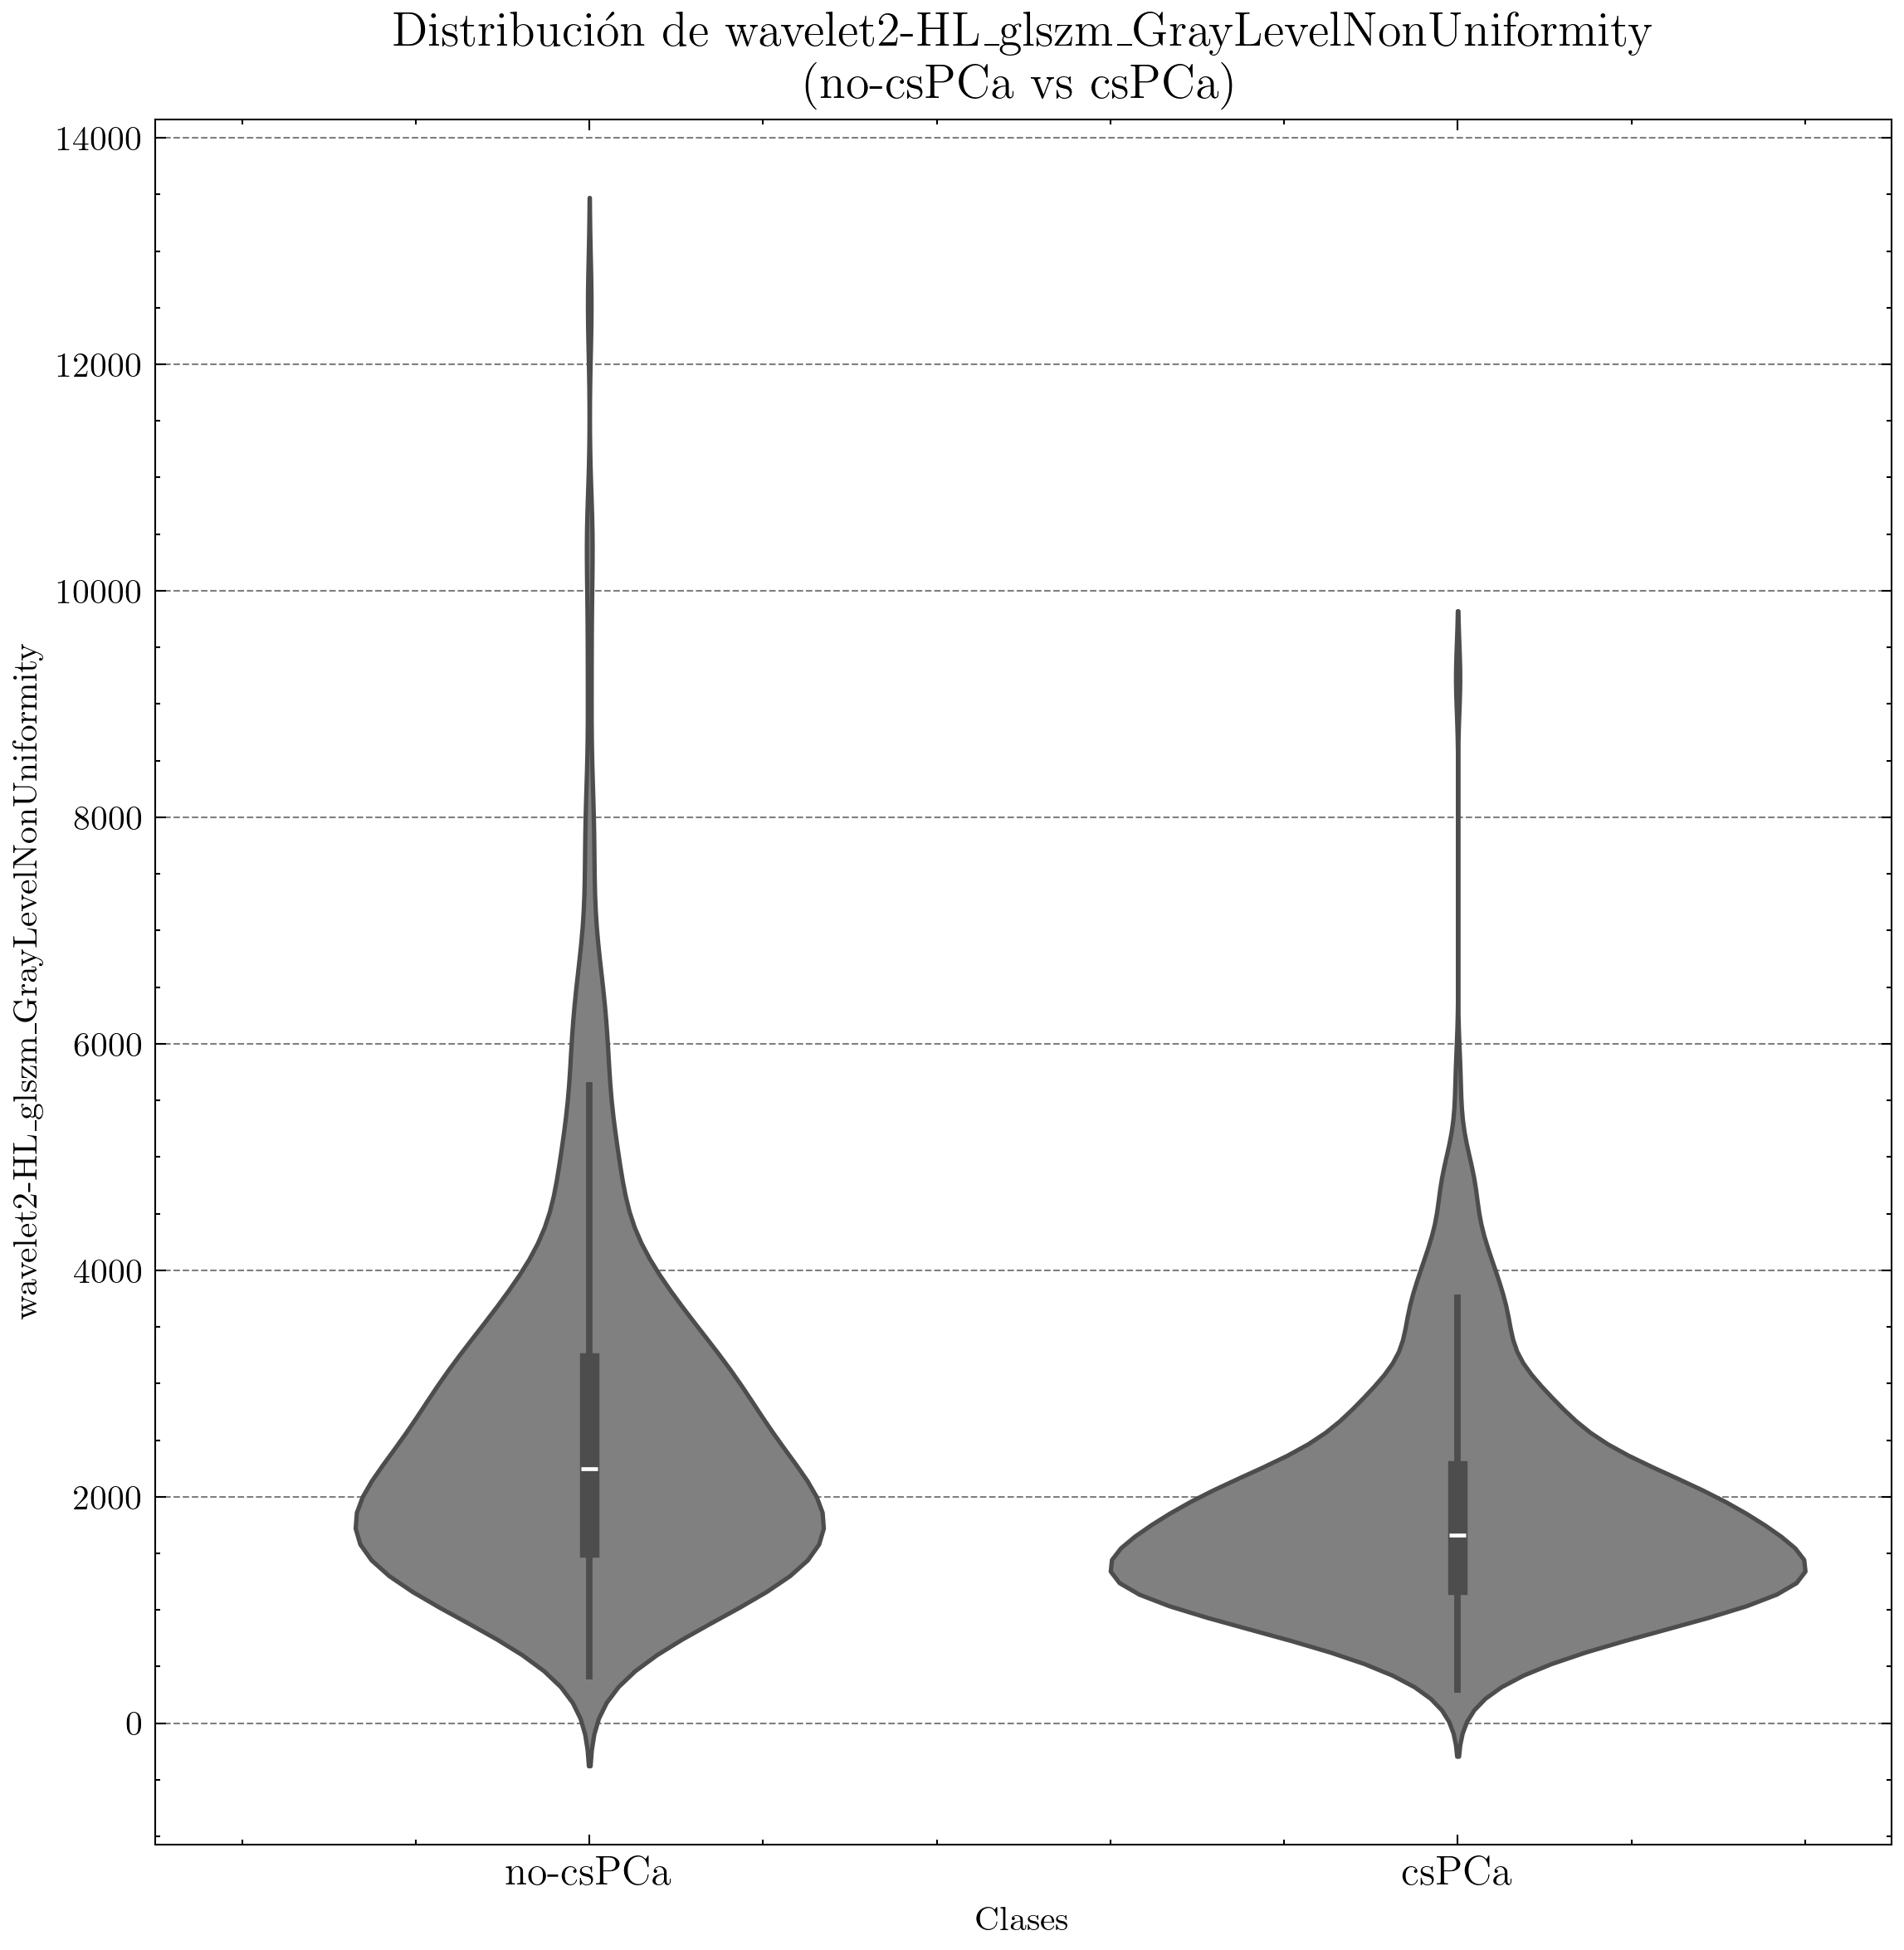 Distribución de wavelet2-HL_glszm_GrayLevelNonUniformity
(no-csPCa vs csPCa)
14000
12000
10000
8000
6000
4000
2000
0
wavelet2-HL_glszm_GrayLevelNonUniformity
no-csPCa
csPCa
Clases